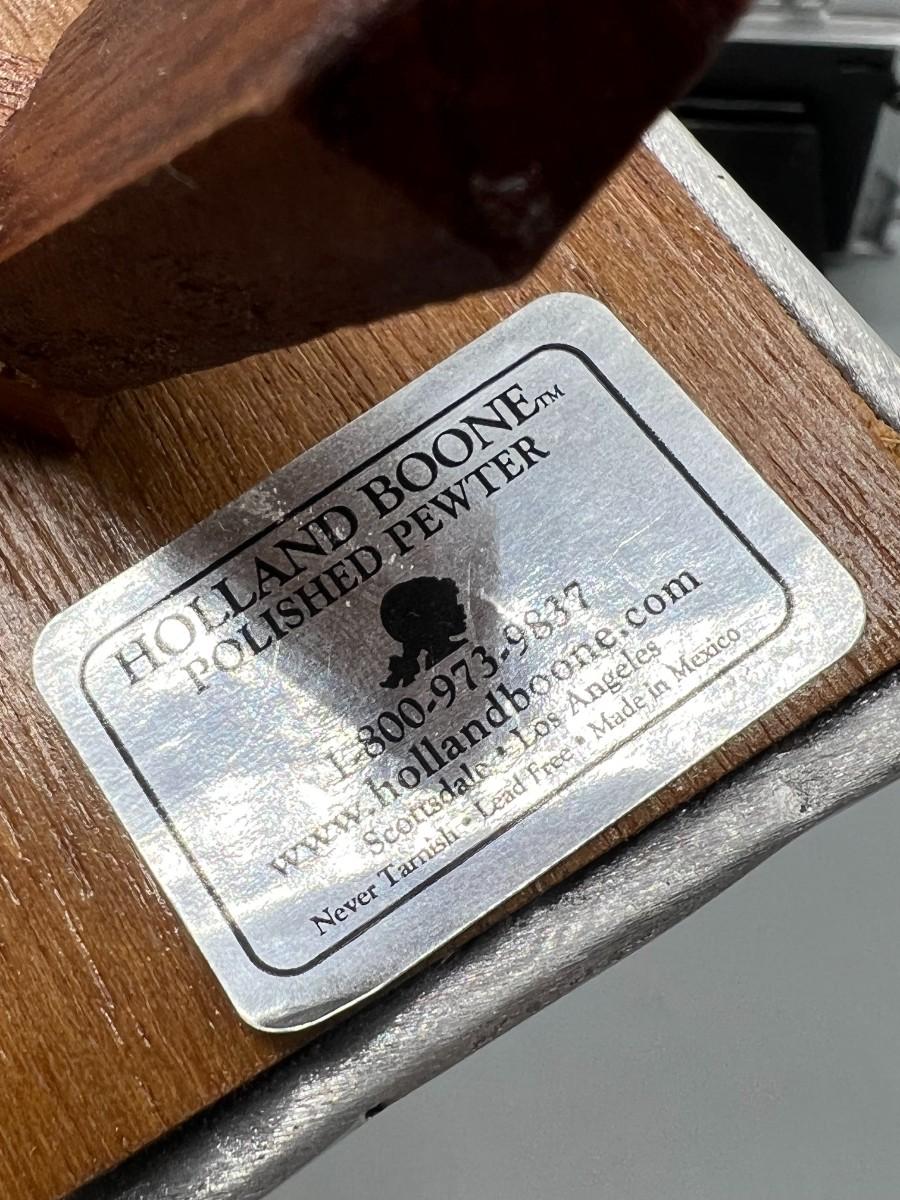 HOLLAND BOONE™
POLISHED PEWTER
1-800-973-9837
www.hollandboone.com
Scottsdale • Los Angeles
Never Tarnish • Lead Free • Made in Mexico